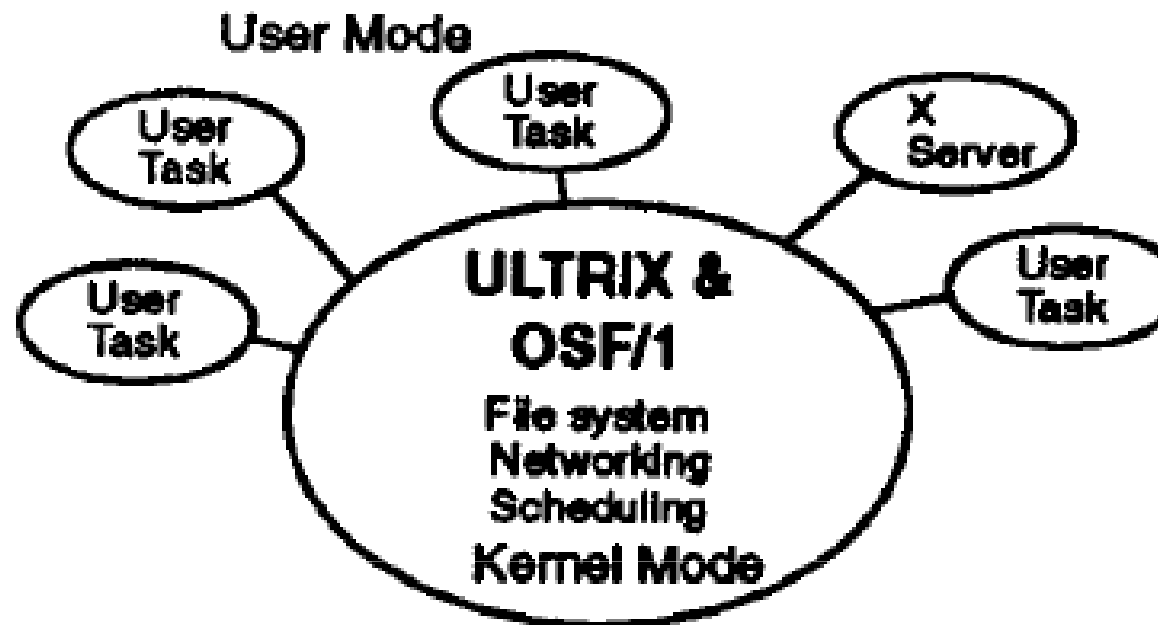 User Mode
User
Task
User
Task
X
Server
User
Task
User
Task
ULTRIX &
OSF/1
File system
Networking
Scheduling
Kernel Mode